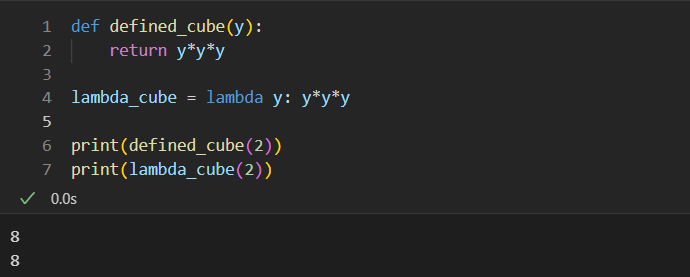 1 def defined_cube(y):
2     return y*y*y
3
4 lambda_cube = lambda y: y*y*y
5
6 print(defined_cube(2))
7 print(lambda_cube(2))
0.0s
8
8